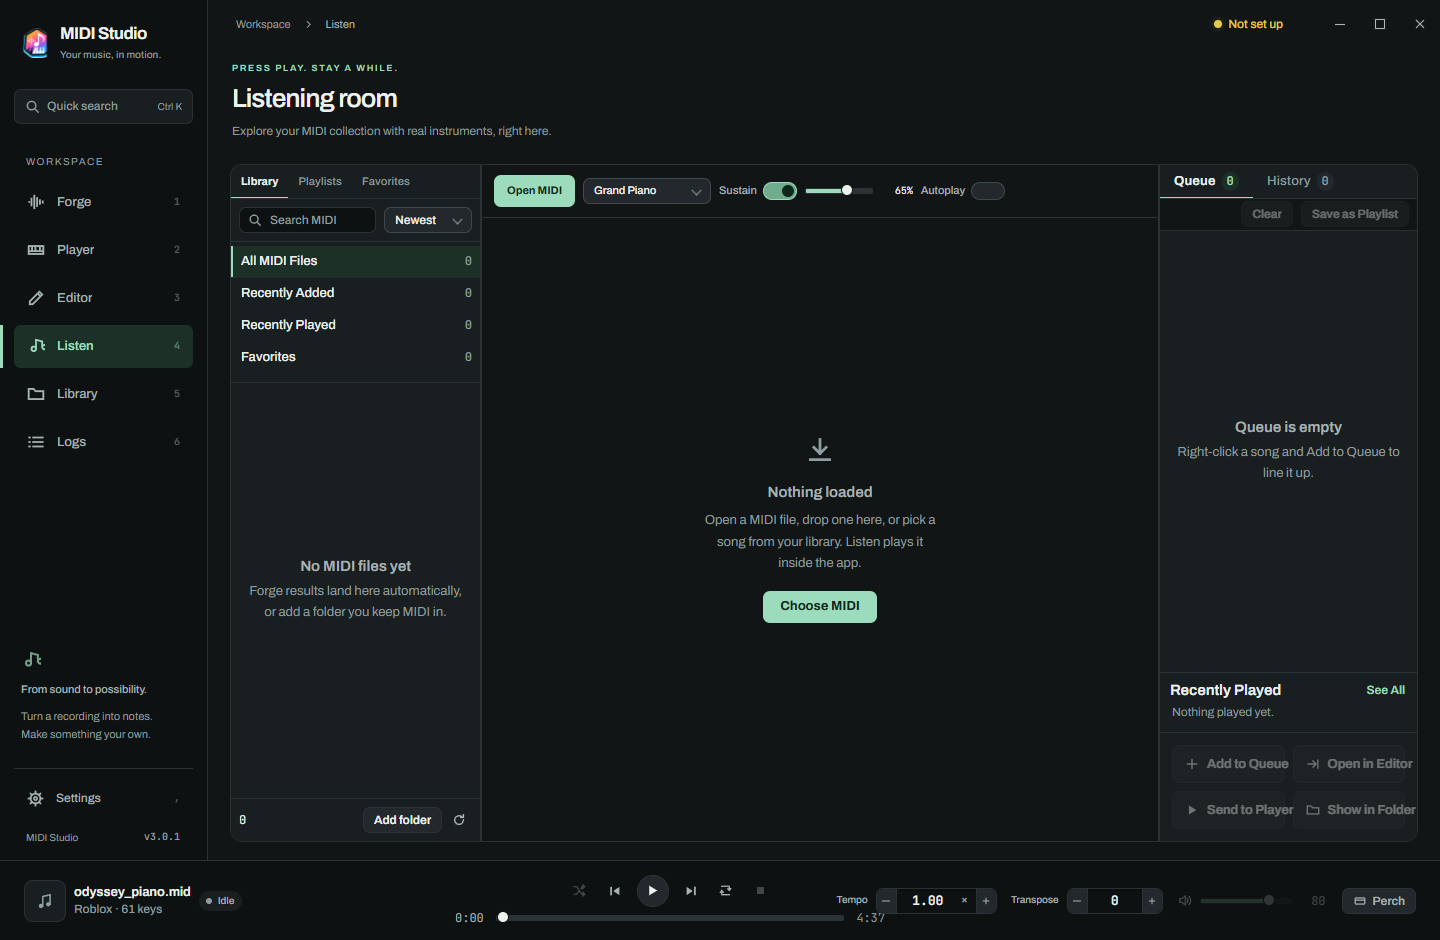 MIDI Studio
Your music, in motion.
Quick search
Ctrl K
WORKSPACE
Forge
1
Player
2
Editor
3
Listen
4
Library
5
Logs
6
From sound to possibility.
Turn a recording into notes.
Make something your own.
Settings
,
MIDI Studio
v3.0.1
Workspace
Listen
Not set up
PRESS PLAY. STAY A WHILE.
Listening room
Explore your MIDI collection with real instruments, right here.
Library
Playlists
Favorites
Search MIDI
Newest
All MIDI Files
0
Recently Added
0
Recently Played
0
Favorites
0
No MIDI files yet
Forge results land here automatically,
or add a folder you keep MIDI in.
0
Add folder
Open MIDI
Grand Piano
Sustain
65%
Autoplay
Nothing loaded
Open a MIDI file, drop one here, or pick a
song from your library. Listen plays it
inside the app.
Choose MIDI
Queue
0
History
0
Clear
Save as Playlist
Queue is empty
Right-click a song and Add to Queue to
line it up.
Recently Played
See All
Nothing played yet.
Add to Queue
Open in Editor
Send to Player
Show in Folder
odyssey_piano.mid
Roblox · 61 keys
Idle
0:00
4:37
Tempo
1.00
×
Transpose
0
80
Perch